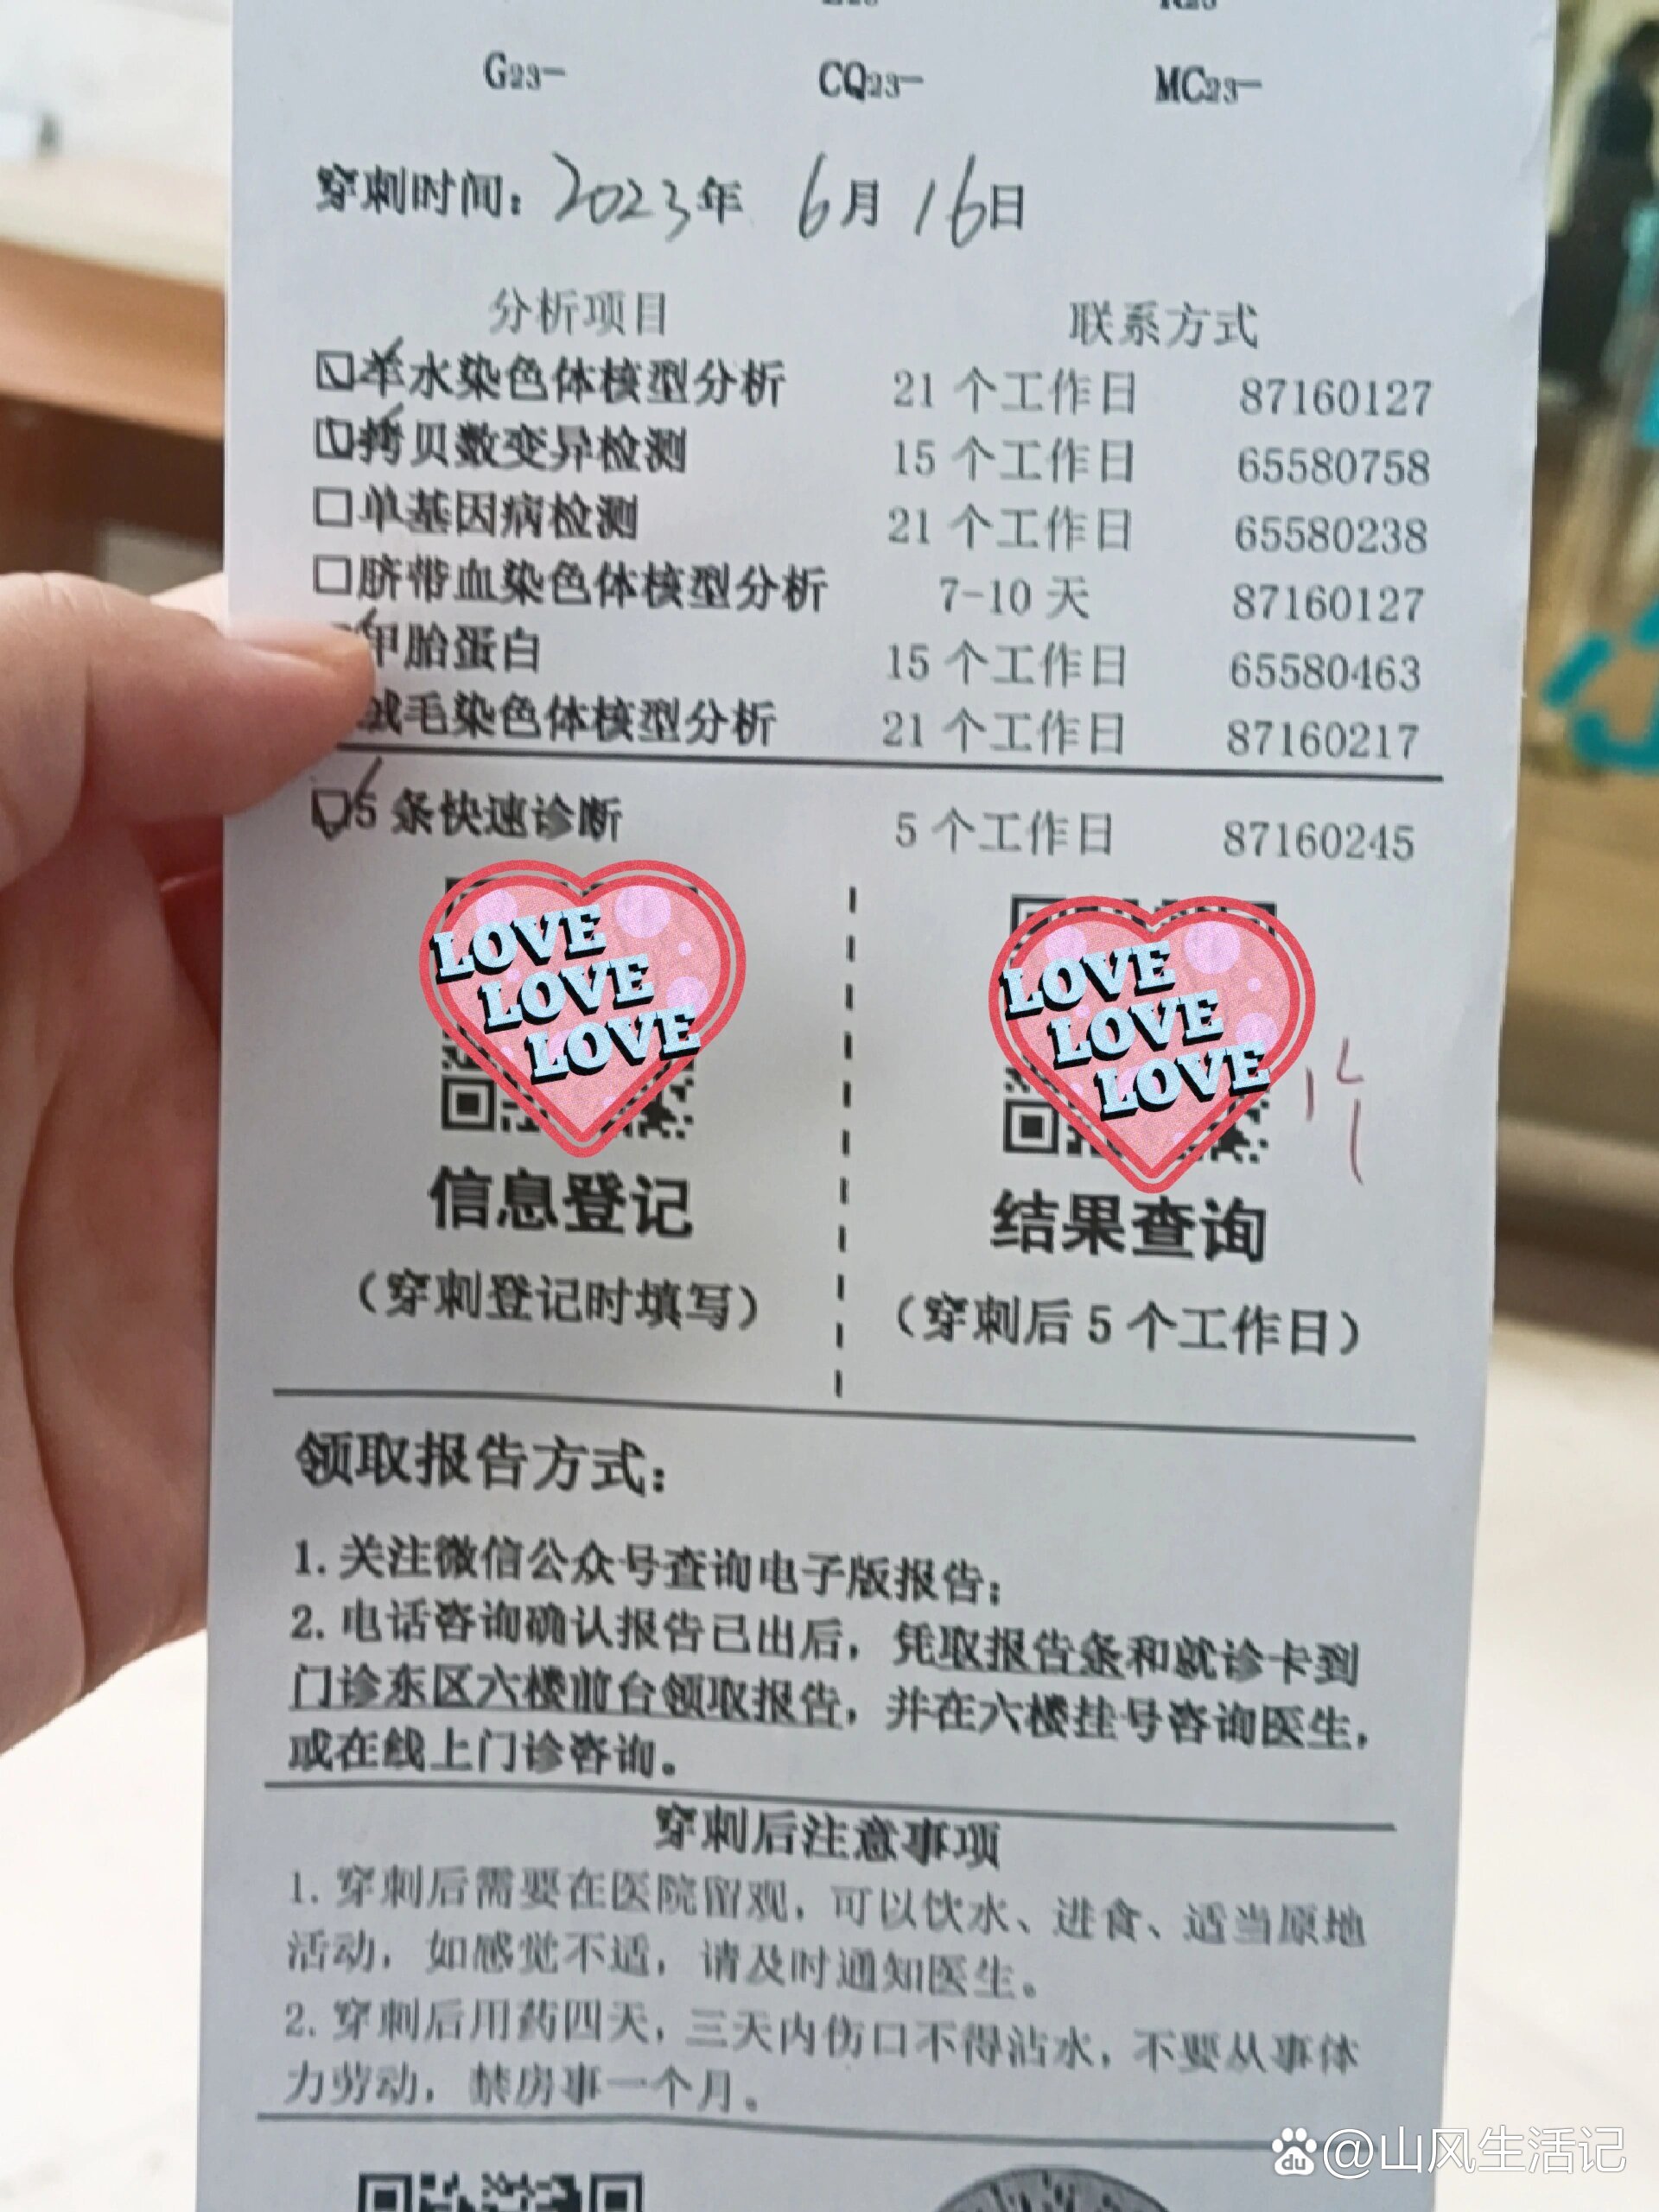 G23- CQ23- MC23-
穿刺时间：2023年 6月 16日
分析项目 联系方式
羊水染色体核型分析 21个工作日 87160127
拷贝数变异检测 15个工作日 65580758
单基因病检测 21个工作日 65580238
脐带血染色体核型分析 7-10天 87160127
甲胎蛋白 15个工作日 65580463
绒毛染色体核型分析 21个工作日 87160217
5条快速诊断 5个工作日 87160245
LOVE
LOVE
LOVE
LOVE
LOVE
LOVE
信息登记 结果查询
（穿刺登记时填写） （穿刺后5个工作日）
领取报告方式：
1.关注微信公众号查询电子版报告；
2.电话咨询确认报告已出后，凭取报告条和就诊卡到
门诊东区六楼前台领取报告，并在六楼挂号咨询医生，
或在线上门诊咨询。
穿刺后注意事项
1.穿刺后需要在医院留观，可以饮水、进食、适当原地
活动，如感觉不适，请及时通知医生。
2.穿刺后用药四天，三天内伤口不得沾水，不要从事体
力劳动，禁房事一个月。
du @山风生活记